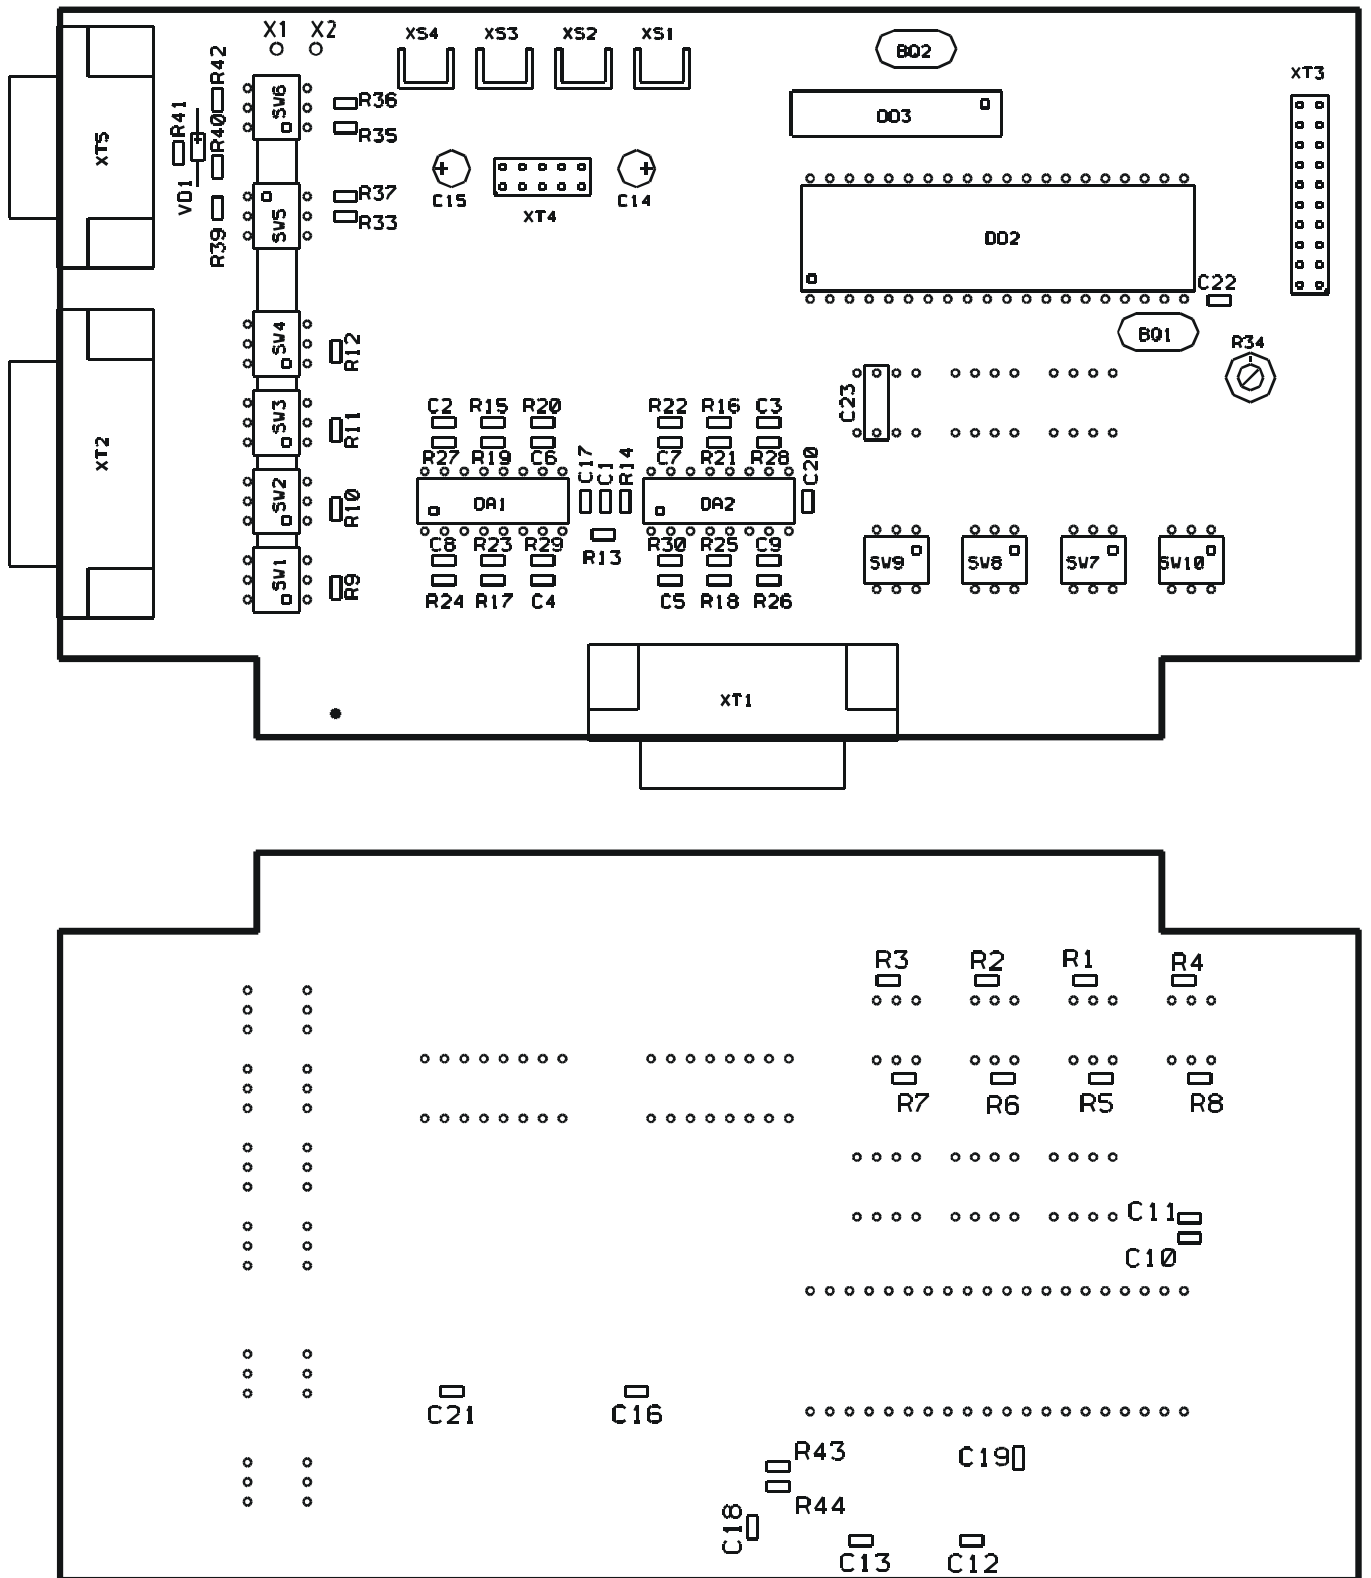 X1 X2
XS4 XS3 XS2 XS1
BQ2
XT3
R42
SW6
R36
R41
R40
DD3
R35
XT5
VD1
C15
XT4
C14
R37
SW5
R33
R39
DD2
C22
BQ1
R34
SW4
R12
C23
C2 R15 R20 R22 R16 C3
SW3
R11
XT2
R27 R19 C6 C17 C1 R14 C7 R21 R28 C20
SW2
R10
DA1 DA2
C8 R23 R29 R13 R30 R25 C9
SW1
R9
SW9 SW8 SW7 SW10
R24 R17 C4 C5 R18 R26
XT1
R3 R2 R1 R4
R7 R6 R5 R8
C11
C10
C21 C16
R43
C19
R44
C18
C13 C12